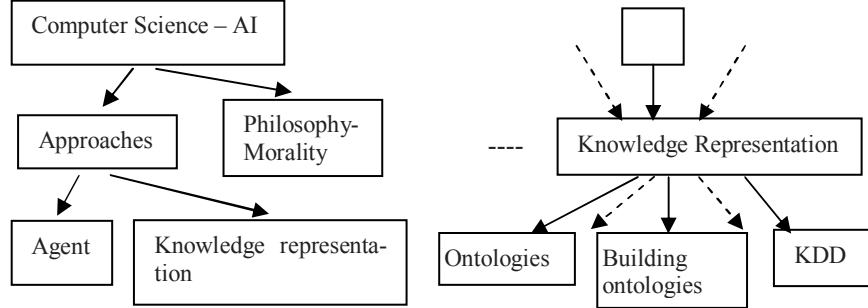 Computer Science – AI
Approaches
Philosophy-
Morality
Agent
Knowledge representa-
tion
----
Knowledge Representation
Ontologies
Building
ontologies
KDD